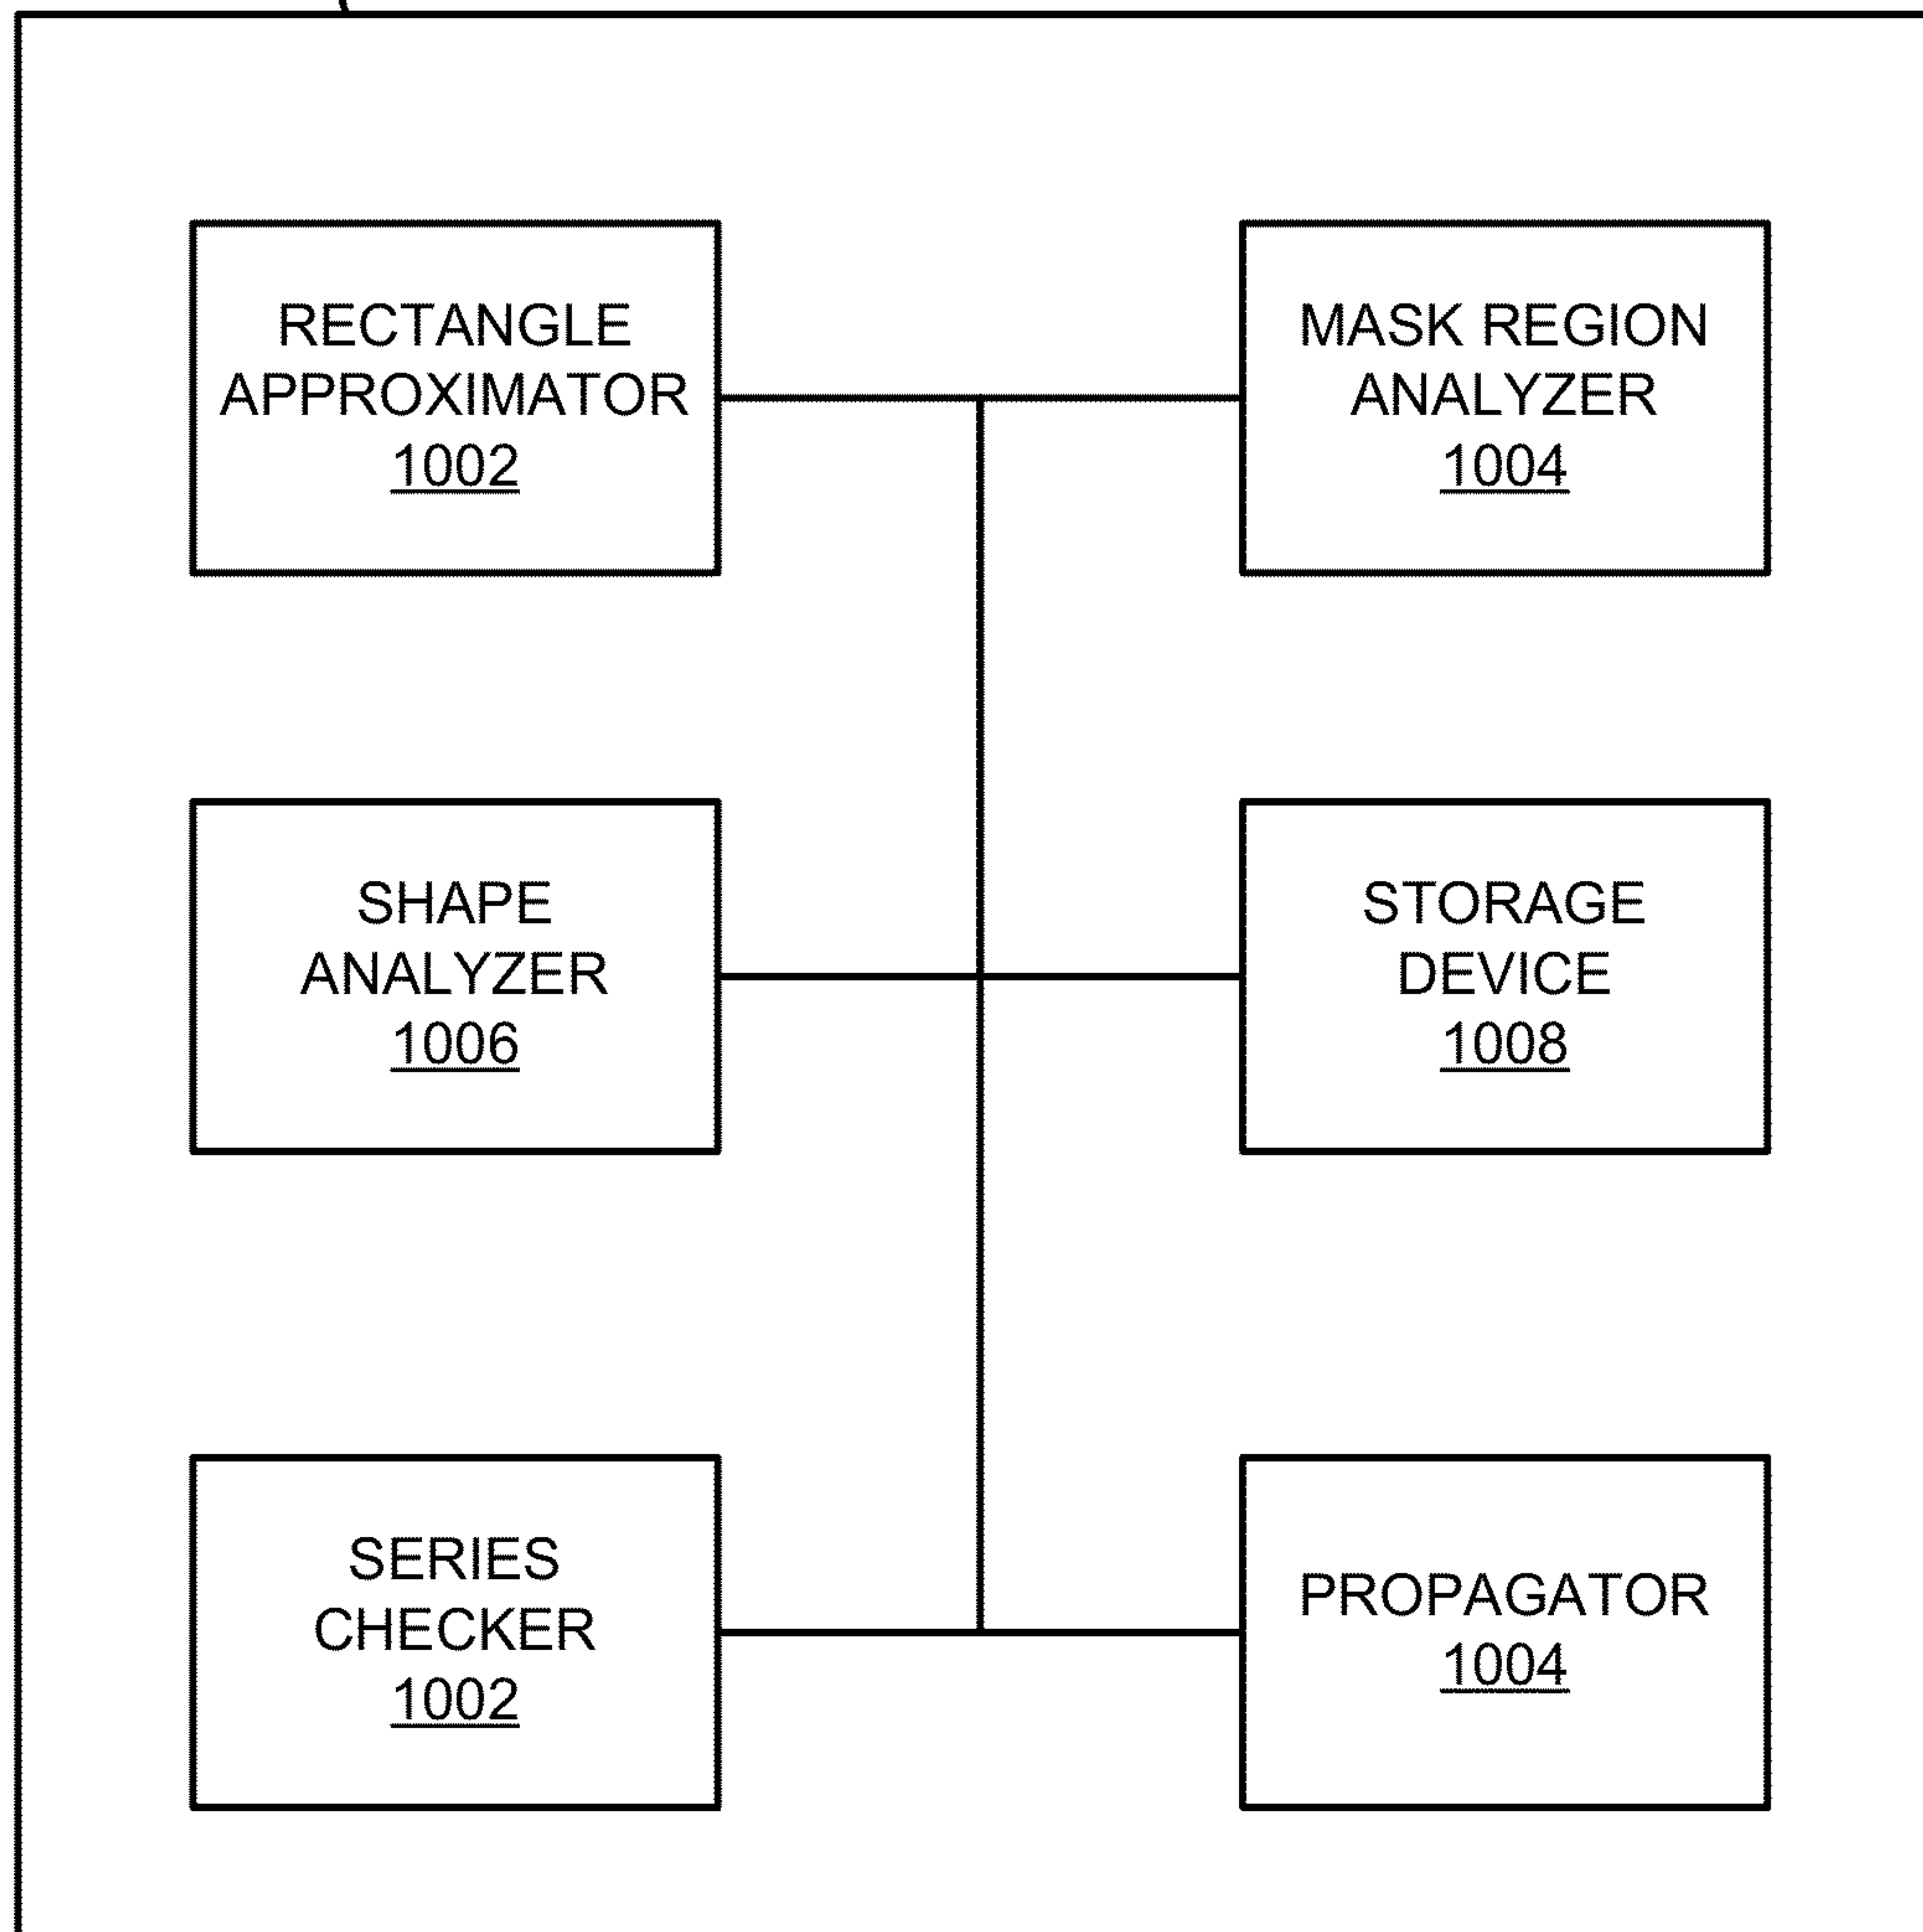 RECTANGLE
APPROXIMATOR
1002
MASK REGION
ANALYZER
1004
SHAPE
ANALYZER
1006
STORAGE
DEVICE
1008
SERIES
CHECKER
1002
PROPAGATOR
1004